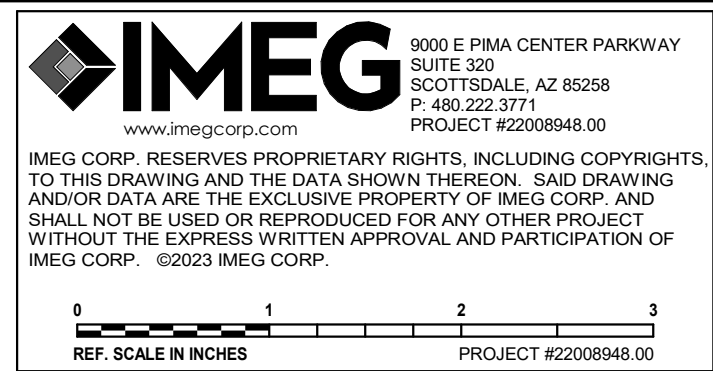 IMEG
www.imegcorp.com
9000 E PIMA CENTER PARKWAY
SUITE 320
SCOTTSDALE, AZ 85258
P: 480.222.3771
PROJECT #22008948.00
IMEG CORP. RESERVES PROPRIETARY RIGHTS, INCLUDING COPYRIGHTS,
TO THIS DRAWING AND THE DATA SHOWN THEREON. SAID DRAWING
AND/OR DATA ARE THE EXCLUSIVE PROPERTY OF IMEG CORP. AND
SHALL NOT BE USED OR REPRODUCED FOR ANY OTHER PROJECT
WITHOUT THE EXPRESS WRITTEN APPROVAL AND PARTICIPATION OF
IMEG CORP. ©2023 IMEG CORP.
0 1 2 3
REF. SCALE IN INCHES PROJECT #22008948.00